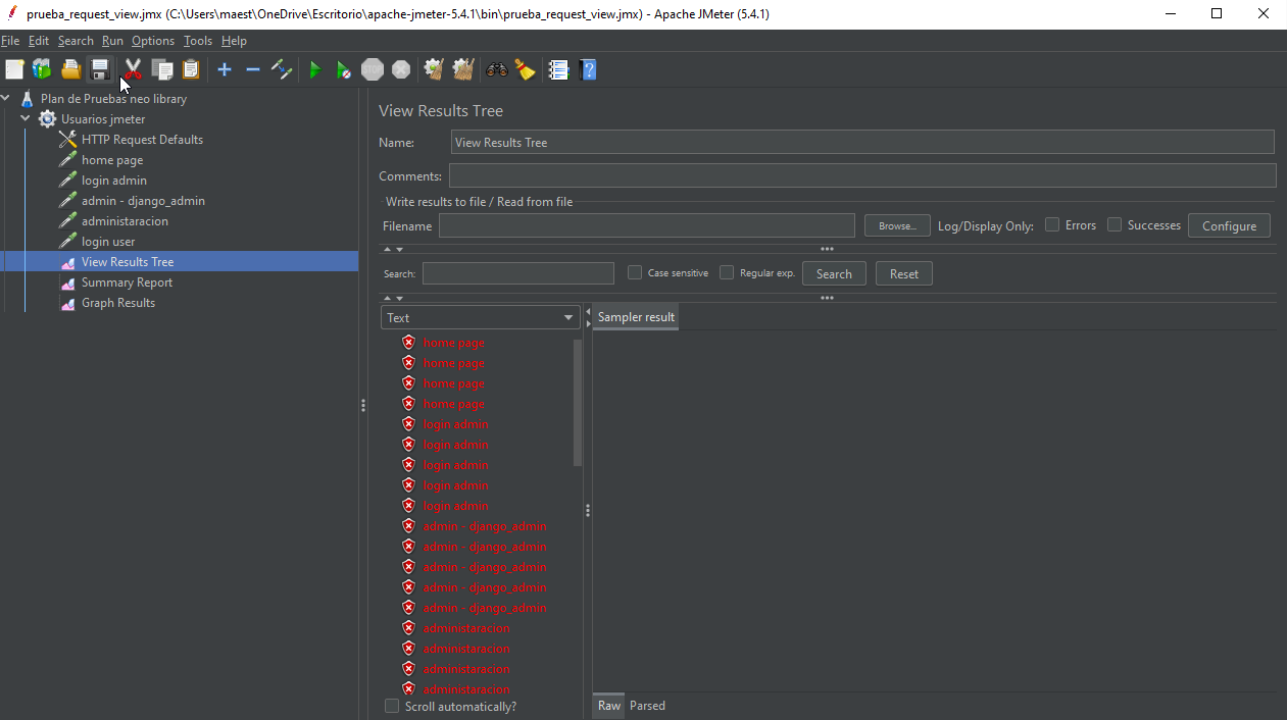 prueba_request_view.jmx (C:\Users\maest\OneDrive\Escritorio\apache-jmeter-5.4.1\bin\prueba_request_view.jmx) - Apache JMeter (5.4.1)
File Edit Search Run Options Tools Help
Plan de Pruebas neo library
Usuarios jmeter
HTTP Request Defaults
home page
login admin
admin - django_admin
administaracion
login user
View Results Tree
Summary Report
Graph Results
View Results Tree
Name: View Results Tree
Comments:
Write results to file / Read from file
Filename Browse... Log/Display Only: Errors Successes Configure
Search: Case sensitive Regular exp. Search Reset
Text
Sampler result
home page
home page
home page
home page
login admin
login admin
login admin
login admin
login admin
admin - django_admin
admin - django_admin
admin - django_admin
admin - django_admin
admin - django_admin
administaracion
administaracion
administaracion
administaracion
Scroll automatically?
Raw Parsed